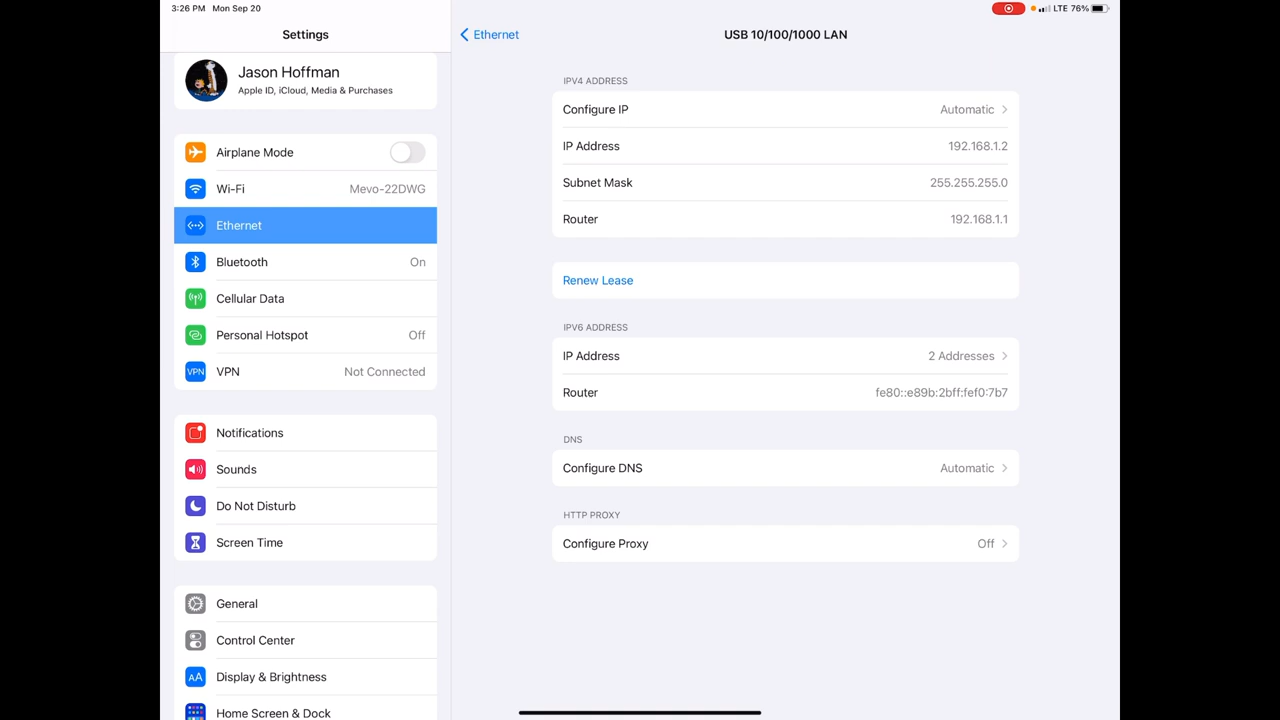 3:26 PM Mon Sep 20
LTE 76%
Settings
Jason Hoffman
Apple ID, iCloud, Media & Purchases
Airplane Mode
Wi-Fi Mevo-22DWG
Ethernet
Bluetooth On
Cellular Data
Personal Hotspot Off
VPN VPN Not Connected
Notifications
Sounds
Do Not Disturb
Screen Time
General
Control Center
AA Display & Brightness
Home Screen & Dock
Ethernet
USB 10/100/1000 LAN
IPV4 ADDRESS
Configure IP Automatic
IP Address 192.168.1.2
Subnet Mask 255.255.255.0
Router 192.168.1.1
Renew Lease
IPV6 ADDRESS
IP Address 2 Addresses
Router fe80::e89b:2bff:fef0:7b7
DNS
Configure DNS Automatic
HTTP PROXY
Configure Proxy Off